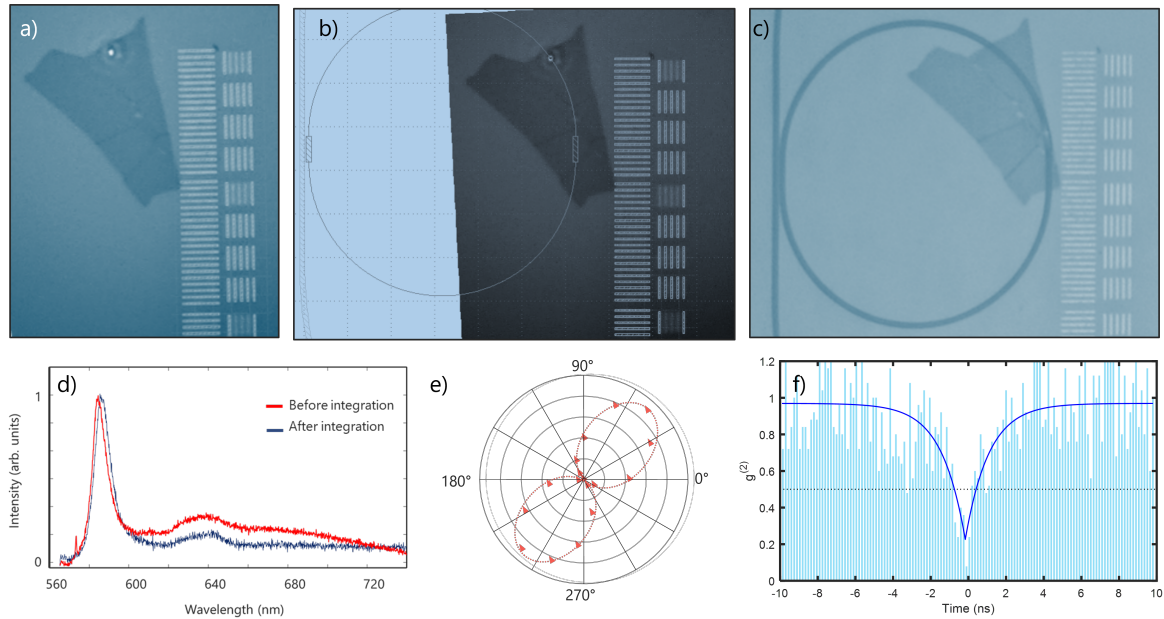 a)
b)
c)
d)
1
0
Intensity (arb. units)
Before integration
After integration
560
600
640
680
720
Wavelength (nm)
e)
90°
180°
0°
270°
f)
1.2
1
0.8
0.6
0.4
0.2
0
g(2)
-10
-8
-6
-4
-2
0
2
4
6
8
10
Time (ns)